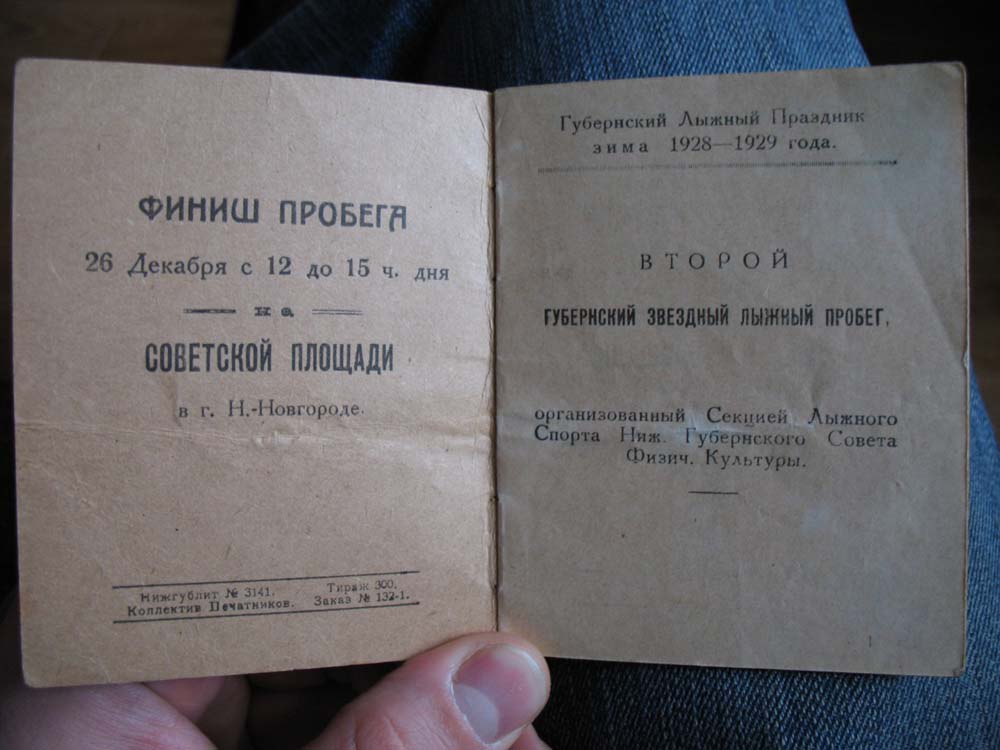 ФИНИШ ПРОБЕГА
26 Декабря с 12 до 15 ч. дня
на
СОВЕТСКОЙ ПЛОЩАДИ
в г. Н.-Новгороде.
Нижгублит № 3141. Тираж 300.
Коллектив Печатников. Заказ № 132-1.
Губернский Лыжный Праздник
зима 1928—1929 года.
ВТОРОЙ
ГУБЕРНСКИЙ ЗВЕЗДНЫЙ ЛЫЖНЫЙ ПРОБЕГ,
организованный Секцией Лыжного
Спорта Ниж. Губернского Совета
Физич. Культуры.